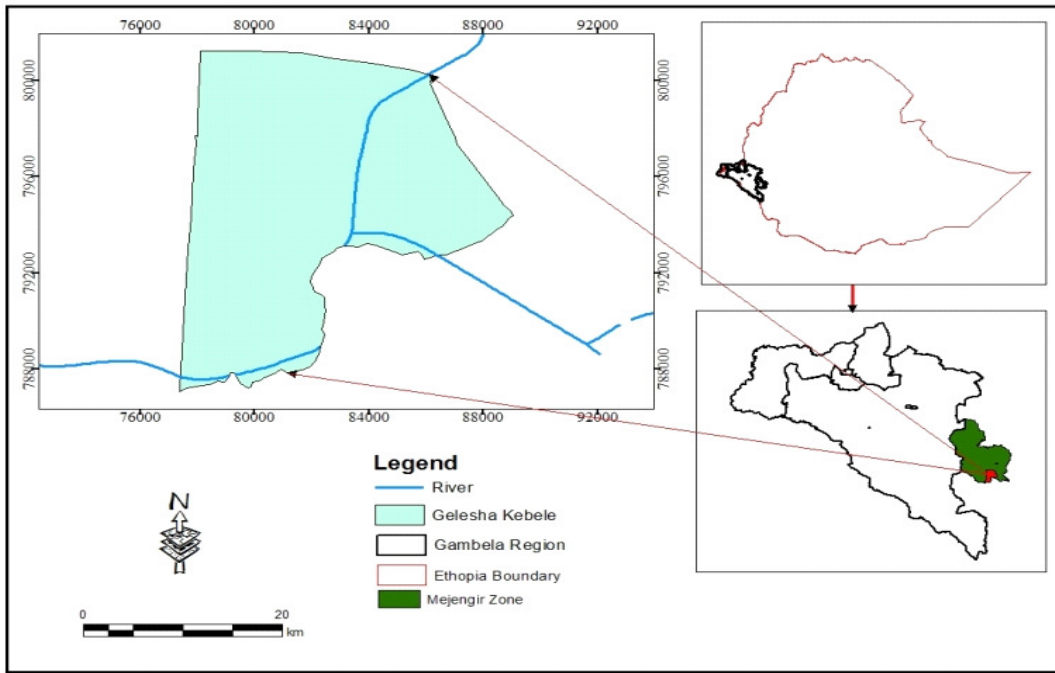 76000 80000 84000 88000 92000
800000 800000
796000 796000
792000 792000
788000 788000
76000 80000 84000 88000 92000
Legend
River
Gelesha Kebele
Gambela Region
Ethopia Boundary
Mejengir Zone
N
0 20
km